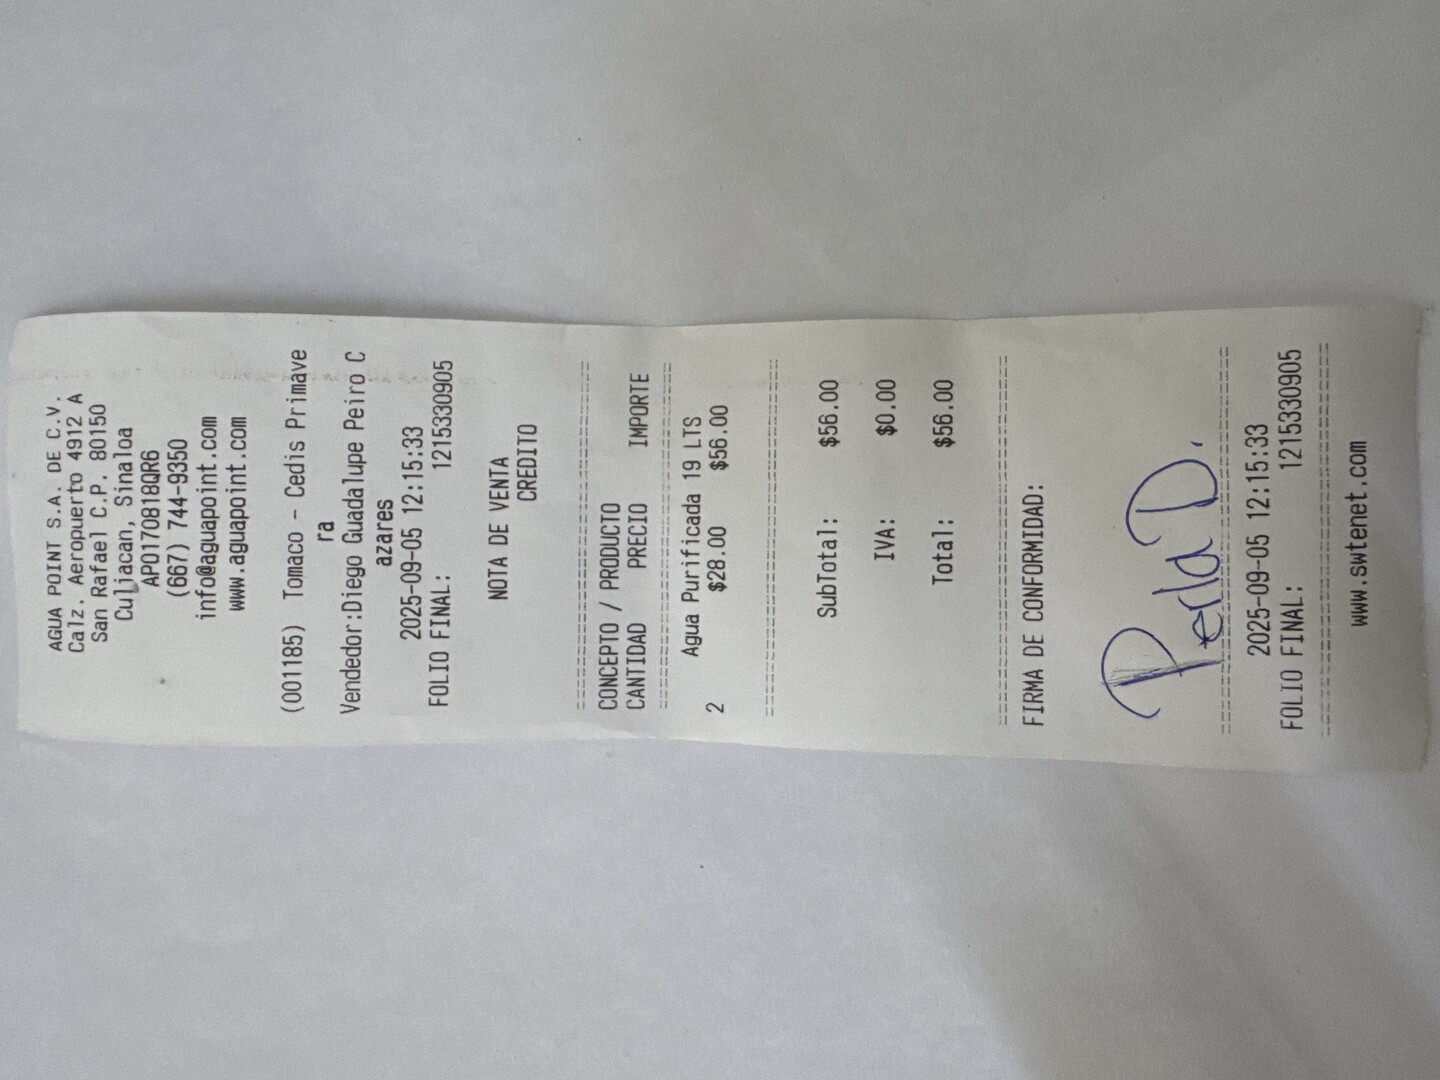 AGUA POINT S.A. DE C.V.
Calz. Aeropuerto 4912 A
San Rafael C.P. 80150
Culiacan, Sinaloa
APO170818QR6
(667) 744-9350
info@aguapoint.com
www.aguapoint.com
(001185) Tomaco - Cedis Primave
ra
Vendedor:Diego Guadalupe Peiro C
azares
2025-09-05 12:15:33
FOLIO FINAL: 1215330905
NOTA DE VENTA
CREDITO
CONCEPTO / PRODUCTO
CANTIDAD PRECIO IMPORTE
Agua Purificada 19 LTS
2 $28.00 $56.00
SubTotal: $56.00
IVA: $0.00
Total: $56.00
FIRMA DE CONFORMIDAD:
Perla D.
2025-09-05 12:15:33
FOLIO FINAL: 1215330905
www.swtenet.com